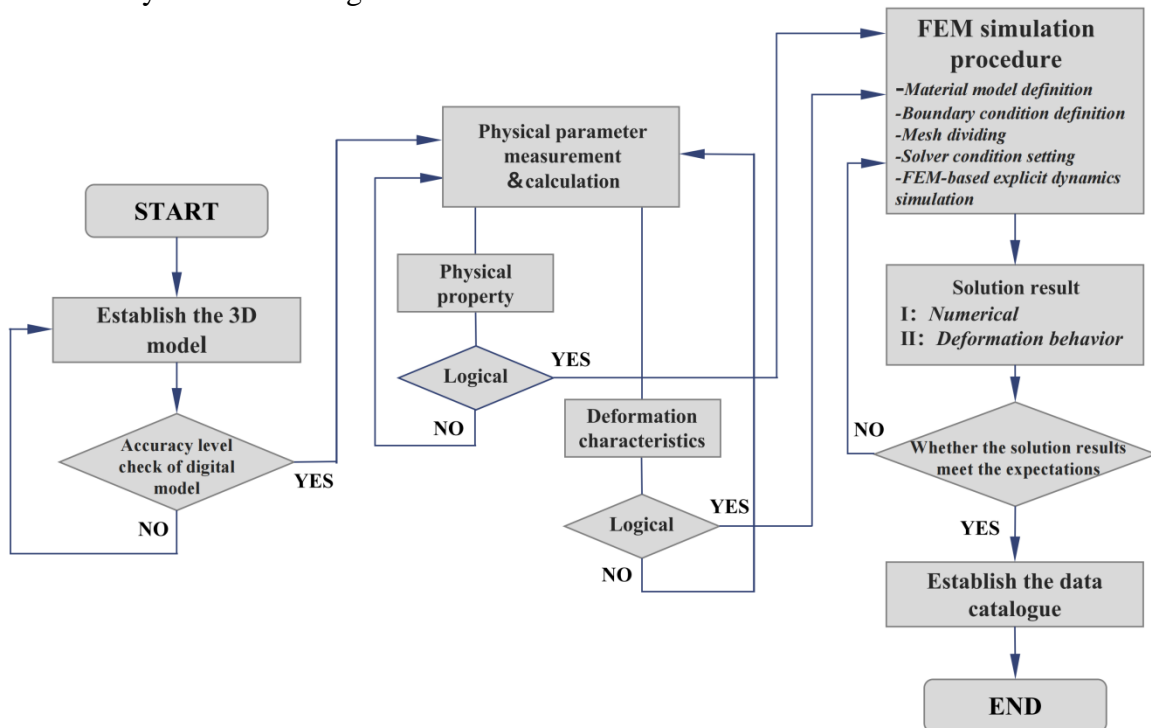 START
Establish the 3D
model
Accuracy level
check of digital
model
YES
NO
Physical parameter
measurement
&calculation
Physical
property
Logical
YES
NO
Deformation
characteristics
Logical
YES
NO
FEM simulation
procedure
-Material model definition
-Boundary condition definition
-Mesh dividing
-Solver condition setting
-FEM-based explicit dynamics
simulation
Solution result
I: Numerical
II: Deformation behavior
Whether the solution results
meet the expectations
NO
YES
Establish the data
catalogue
END